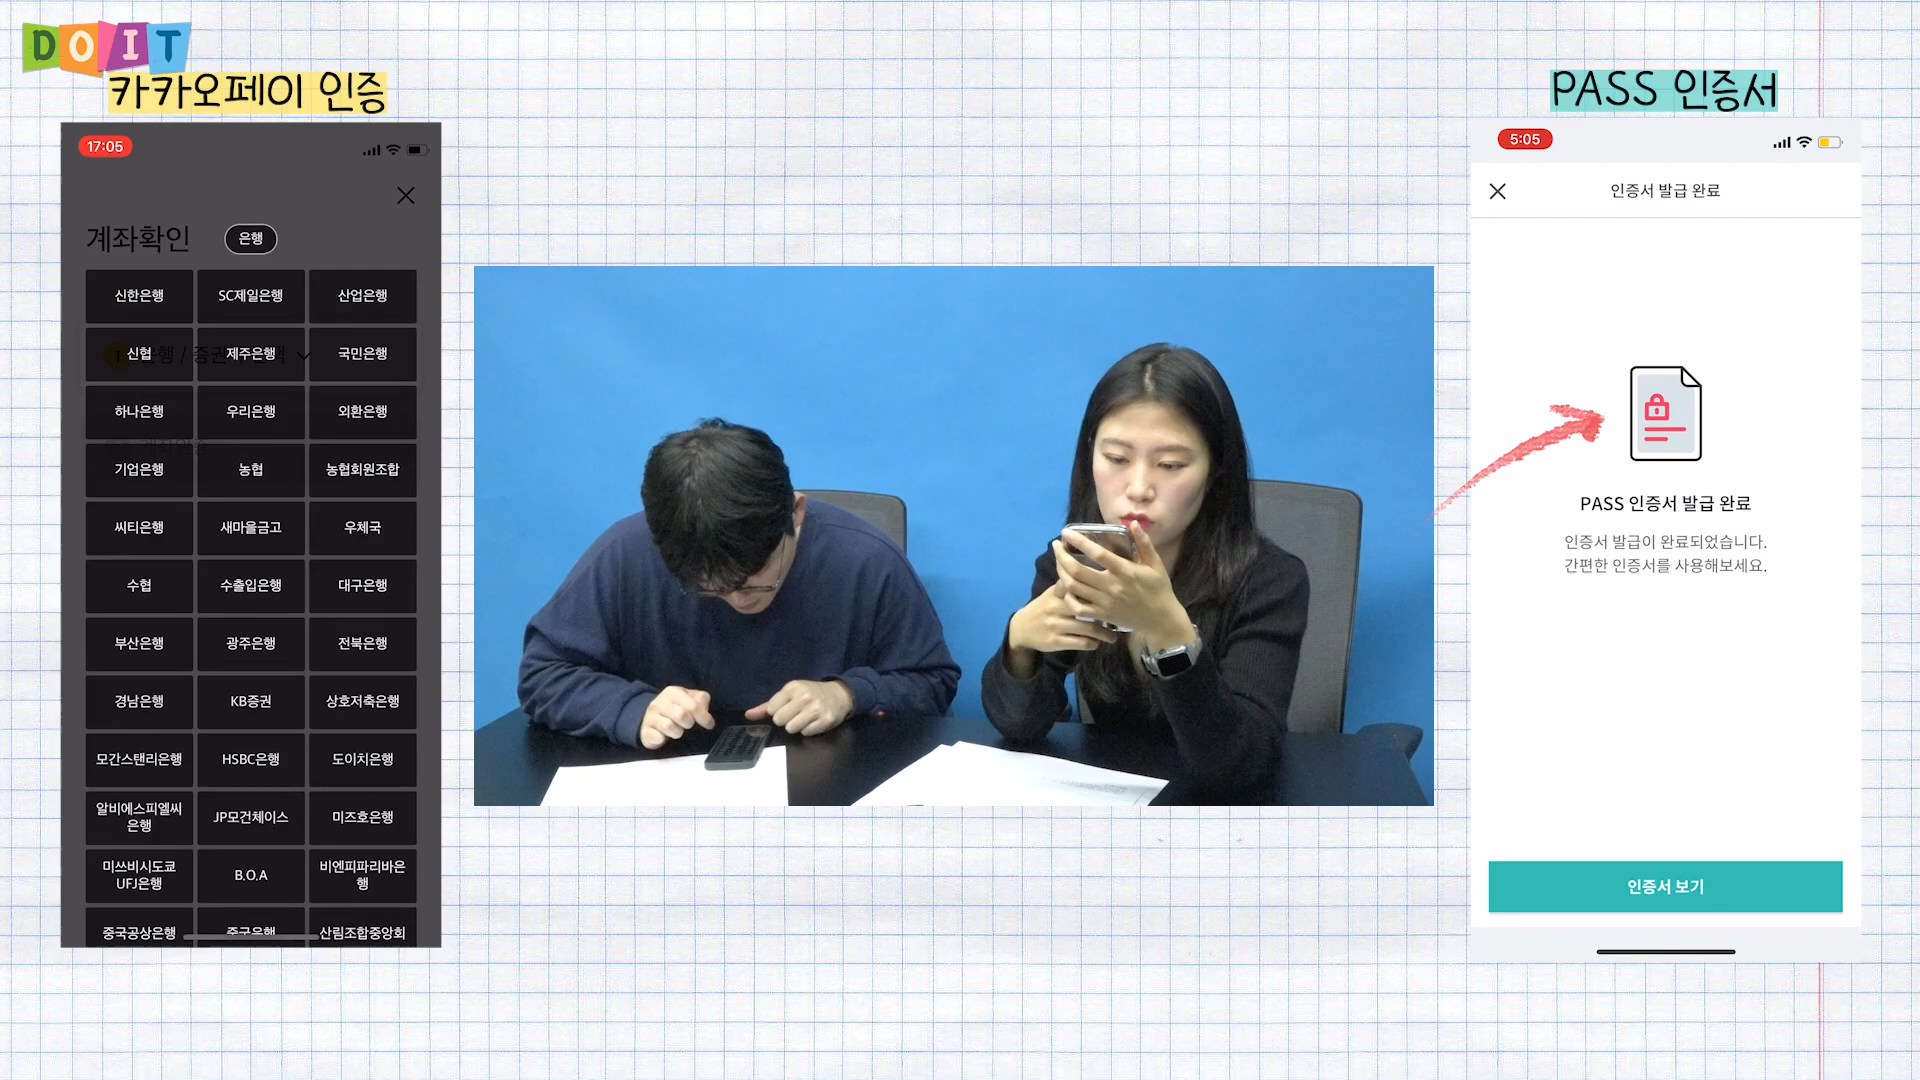 DOIT
카카오페이 인증
17:05
계좌확인
은행
신한은행
SC제일은행
산업은행
신협
제주은행
국민은행
하나은행
우리은행
외환은행
기업은행
농협
농협회원조합
씨티은행
새마을금고
우체국
수협
수출입은행
대구은행
부산은행
광주은행
전북은행
경남은행
KB증권
상호저축은행
모간스탠리은행
HSBC은행
도이치은행
알비에스피엘씨
은행
JP모건체이스
미즈호은행
미쓰비시도쿄
UFJ은행
B.O.A
비엔피파리바은
행
중국공상은행
중국은행
산림조합중앙회
PASS 인증서
5:05
인증서 발급 완료
PASS 인증서 발급 완료
인증서 발급이 완료되었습니다.
간편한 인증서를 사용해보세요.
인증서 보기